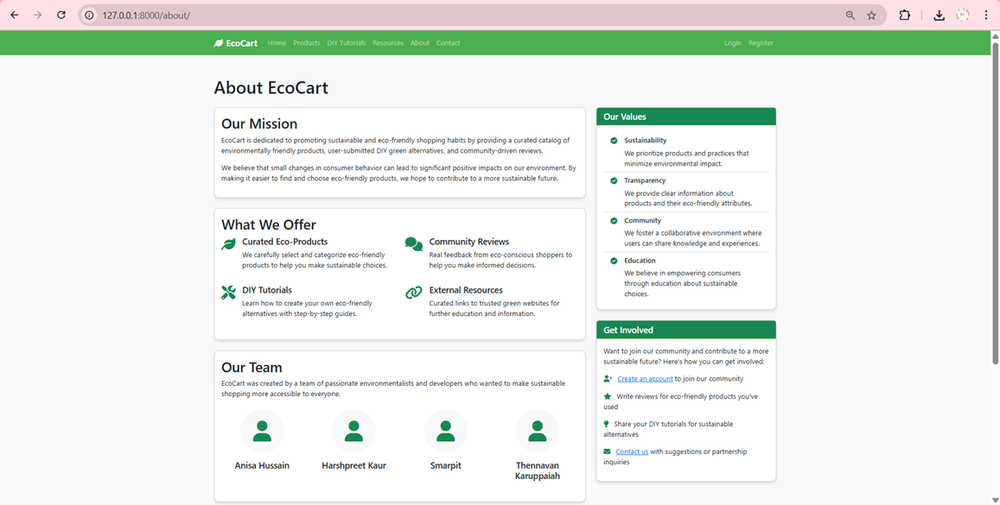 127.0.0.1:8000/about/
EcoCart Home Products DIY Tutorials Resources About Contact Login Register
About EcoCart
Our Mission
EcoCart is dedicated to promoting sustainable and eco-friendly shopping habits by providing a curated catalog of
environmentally friendly products, user-submitted DIY green alternatives, and community-driven reviews.
We believe that small changes in consumer behavior can lead to significant positive impacts on our environment. By
making it easier to find and choose eco-friendly products, we hope to contribute to a more sustainable future.
What We Offer
Curated Eco-Products
We carefully select and categorize eco-friendly
products to help you make sustainable choices.
Community Reviews
Real feedback from eco-conscious shoppers to
help you make informed decisions.
DIY Tutorials
Learn how to create your own eco-friendly
alternatives with step-by-step guides.
External Resources
Curated links to trusted green websites for
further education and information.
Our Team
EcoCart was created by a team of passionate environmentalists and developers who wanted to make sustainable
shopping more accessible to everyone.
Anisa Hussain
Harshpreet Kaur
Smarpit
Thennavan
Karuppaiah
Our Values
Sustainability
We prioritize products and practices that
minimize environmental impact.
Transparency
We provide clear information about
products and their eco-friendly attributes.
Community
We foster a collaborative environment where
users can share knowledge and experiences.
Education
We believe in empowering consumers
through education about sustainable
choices.
Get Involved
Want to join our community and contribute to a more
sustainable future? Here's how you can get involved:
Create an account to join our community
Write reviews for eco-friendly products you've
used
Share your DIY tutorials for sustainable
alternatives
Contact us with suggestions or partnership
inquiries